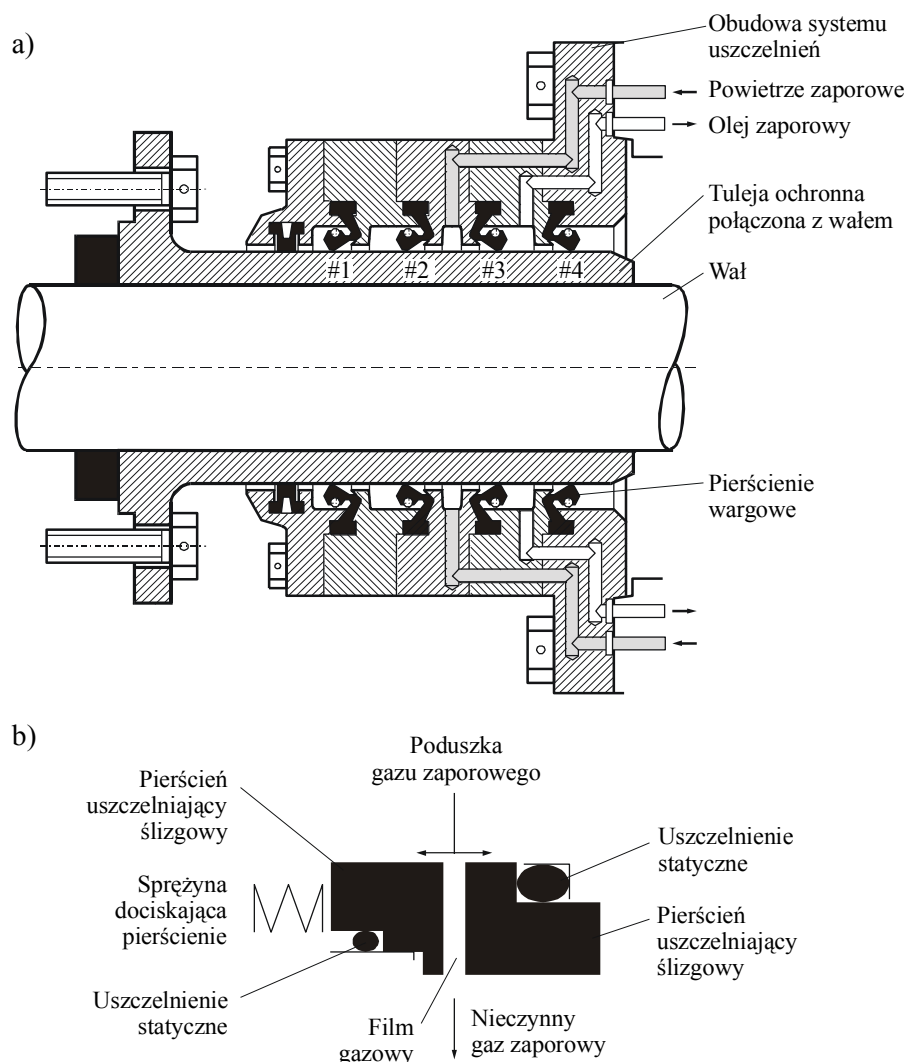 a)
Obudowa systemu
uszczelnień
Powietrze zaporowe
Olej zaporowy
Tuleja ochronna
połączona z wałem
Wał
#1
#2
#3
#4
Pierścienie
wargowe
b)
Poduszka
gazu zaporowego
Pierścień
uszczelniający
ślizgowy
Sprężyna
dociskająca
pierścienie
Uszczelnienie
statyczne
Film
gazowy
Nieczynny
gaz zaporowy
Uszczelnienie
statyczne
Pierścień
uszczelniający
ślizgowy